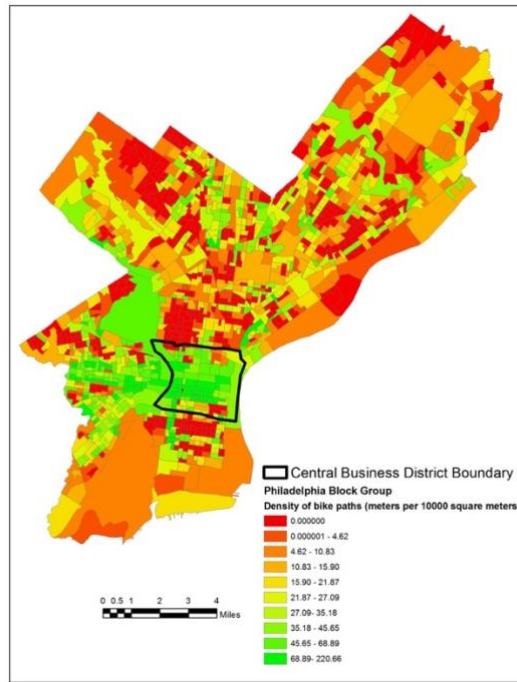 Central Business District Boundary
Philadelphia Block Group
Density of bike paths (meters per 10000 square meters
0.000000
0.000001 - 4.62
4.62 - 10.83
10.83 - 15.90
15.90 - 21.87
21.87 - 27.09
27.09- 35.18
35.18 - 45.65
45.65 - 68.89
68.89- 220.66
0 0.5 1 2 3 4
Miles